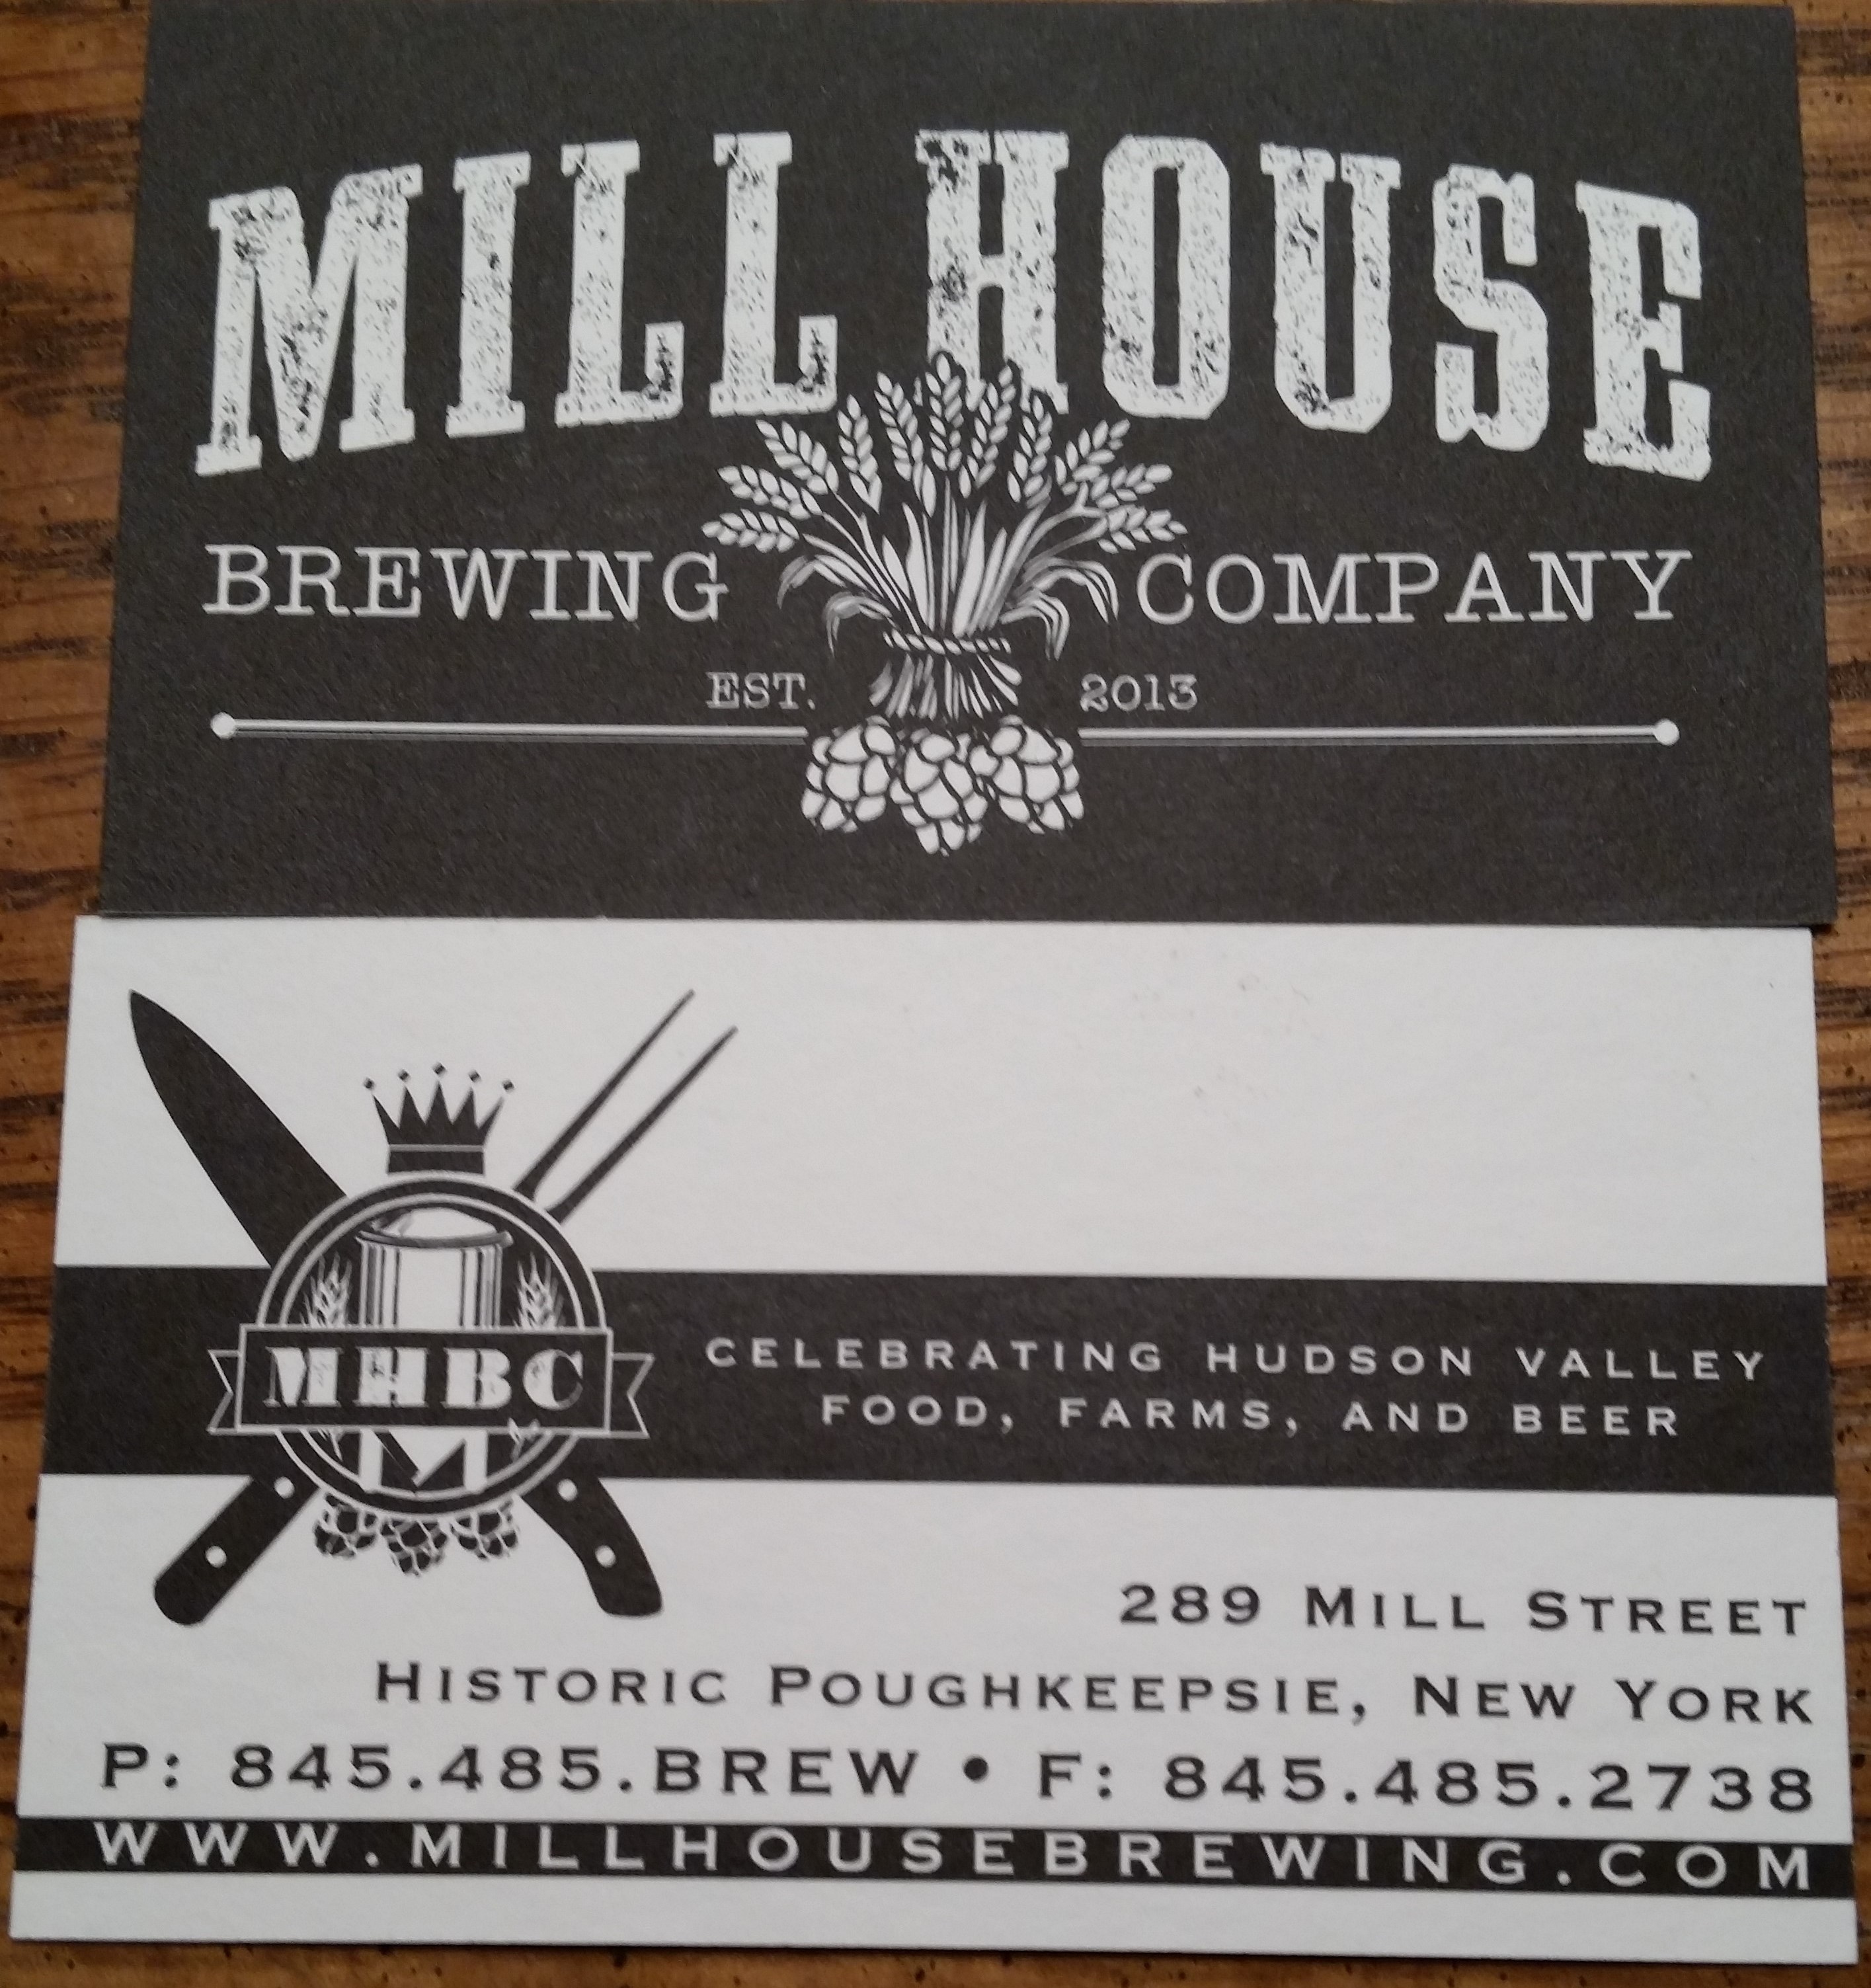 MILL HOUSE
BREWING COMPANY
EST. 2013
MHBC
CELEBRATING HUDSON VALLEY
FOOD, FARMS, AND BEER
289 MILL STREET
HISTORIC POUGHKEEPSIE, NEW YORK
P: 845.485.BREW • F: 845.485.2738
WWW.MILLHOUSEBREWING.COM